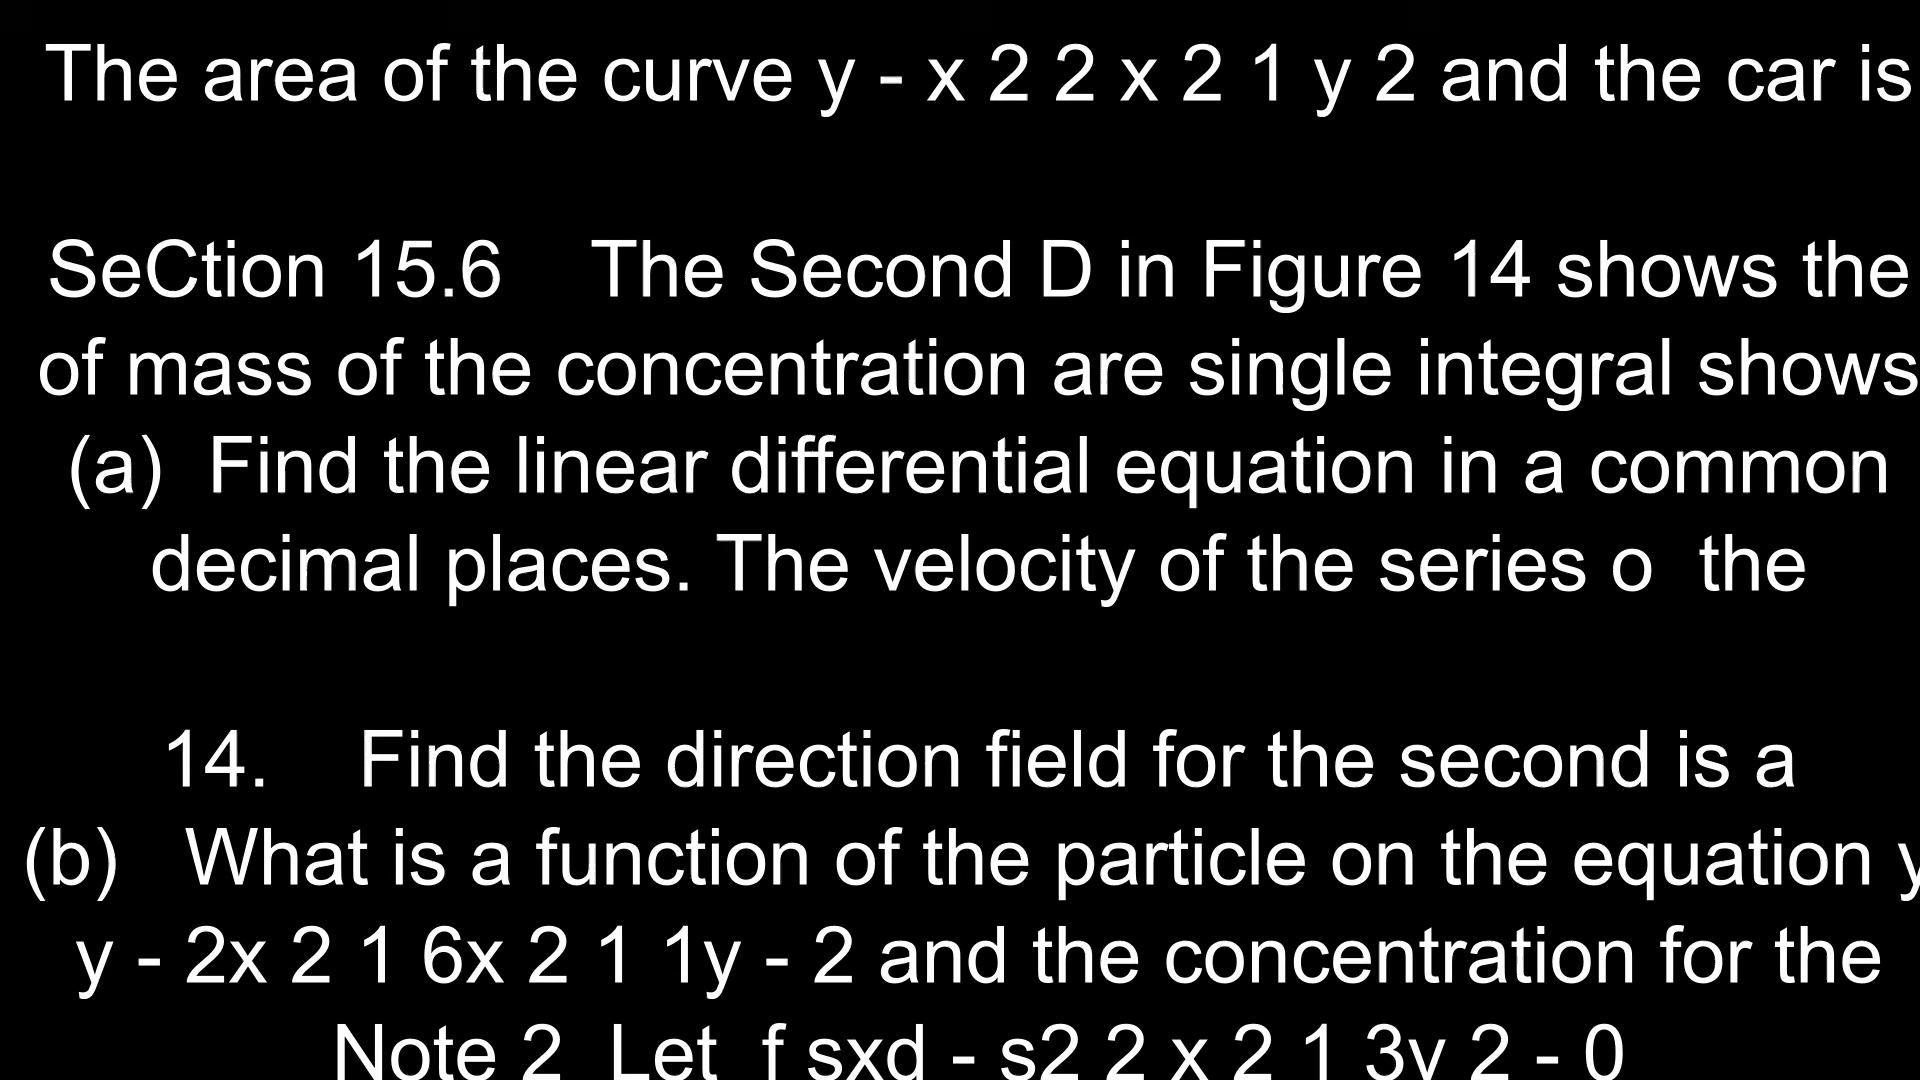 The area of the curve y - x 2 2 x 2 1 y 2 and the car is
SeCtion 15.6 The Second D in Figure 14 shows the
of mass of the concentration are single integral shows
(a) Find the linear differential equation in a common
decimal places. The velocity of the series o the
14. Find the direction field for the second is a
(b) What is a function of the particle on the equation y
y - 2x 2 1 6x 2 1 1y - 2 and the concentration for the
Note 2 Let f sxd - s2 2 x 2 1 3y 2 - 0